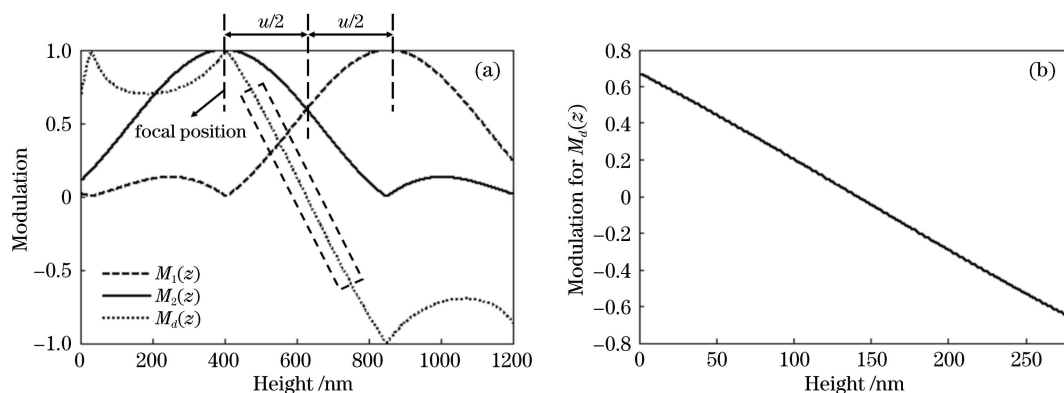 u/2 u/2
1.0
(a)
0.5
focal position
0
−0.5
−1.0
Modulation
M₁(z)
M₂(z)
M_d(z)
0 200 400 600 800 1000 1200
Height /nm
0.8
(b)
0.6
0.4
0.2
0
−0.2
−0.4
−0.6
−0.8
Modulation for M_d(z)
0 50 100 150 200 250
Height /nm